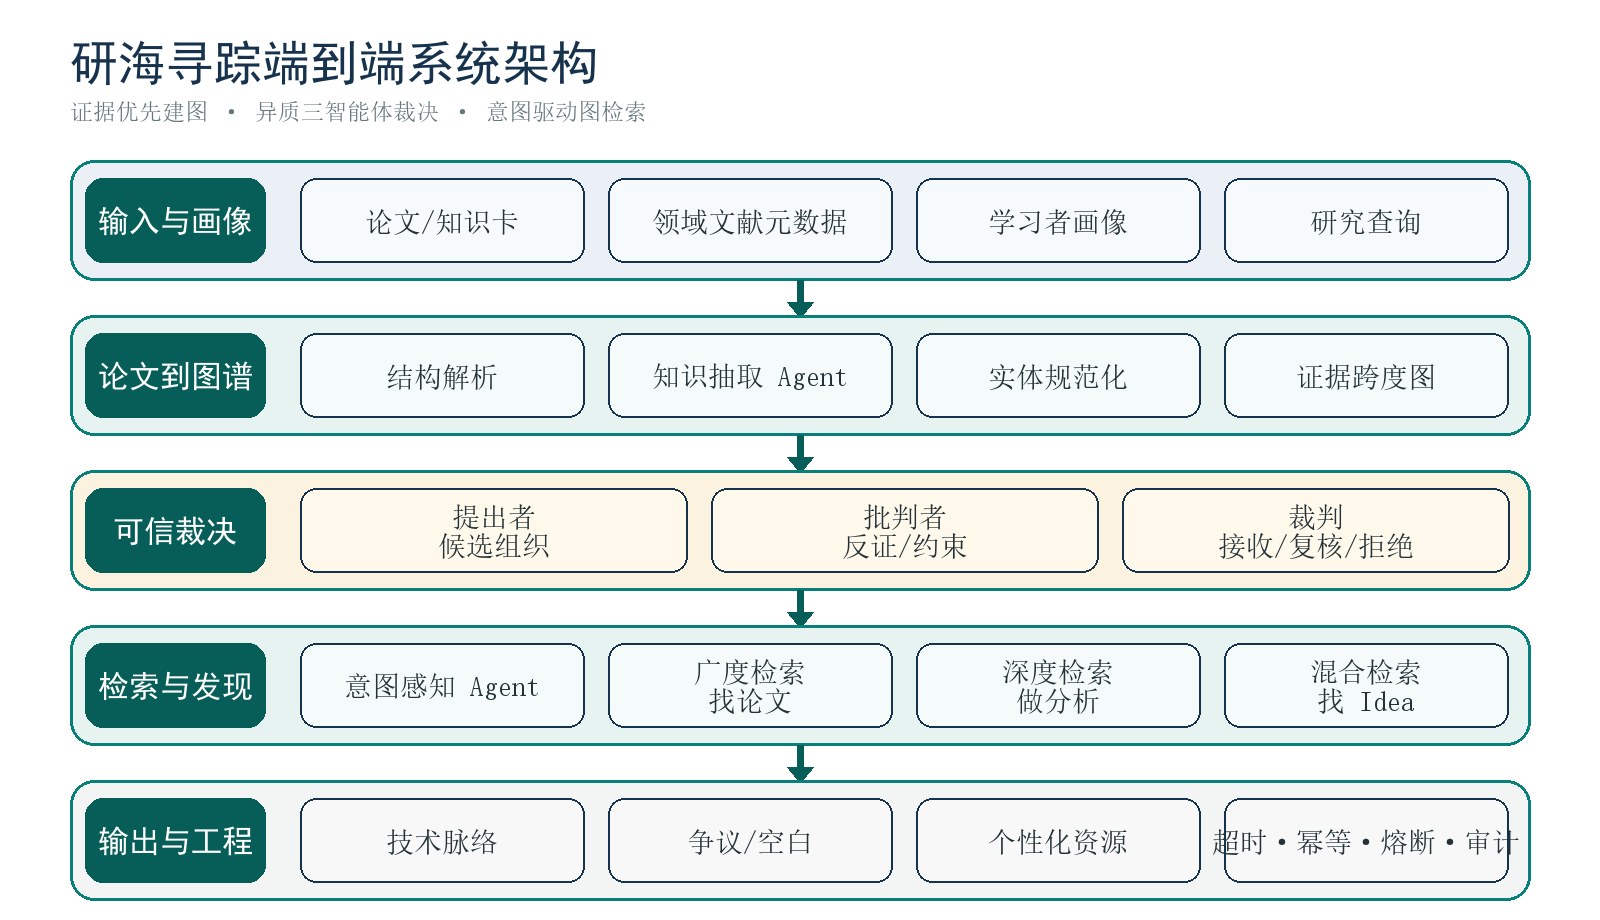 研海寻踪端到端系统架构
证据优先建图 • 异质三智能体裁决 • 意图驱动图检索
输入与画像
论文/知识卡
领域文献元数据
学习者画像
研究查询
论文到图谱
结构解析
知识抽取 Agent
实体规范化
证据跨度图
可信裁决
提出者
候选组织
批判者
反证/约束
裁判
接收/复核/拒绝
检索与发现
意图感知 Agent
广度检索
找论文
深度检索
做分析
混合检索
找 Idea
输出与工程
技术脉络
争议/空白
个性化资源
超时•幂等•熔断•审计